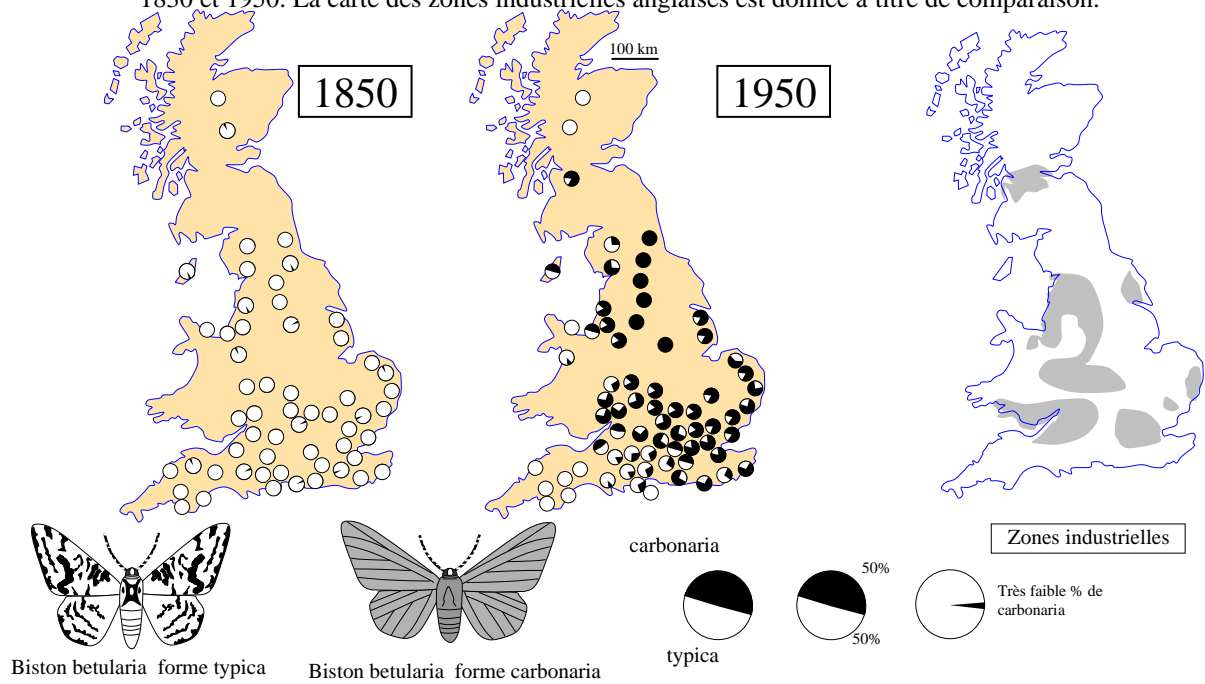 1850 et 1950. La carte des zones industrielles anglaises est donnée à titre de comparaison.
100 km
1850
1950
Zones industrielles
carbonaria
50%
50%
typica
Très faible % de
carbonaria
Biston betularia forme typica
Biston betularia forme carbonaria